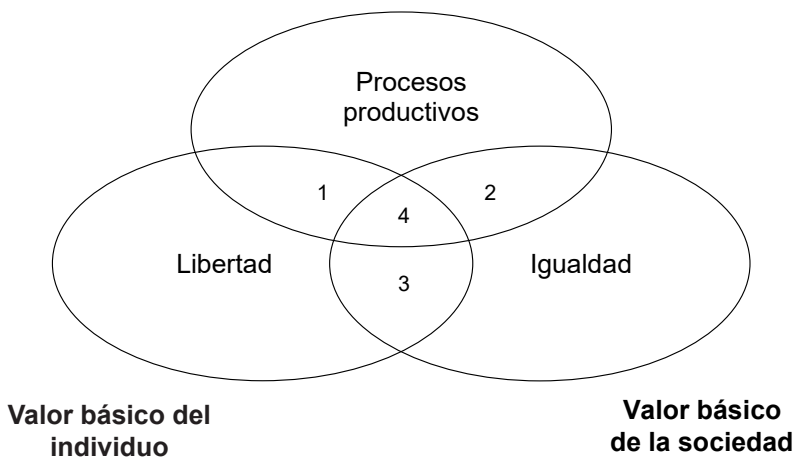 Procesos
productivos
1
2
4
Libertad
Igualdad
3
Valor básico del
individuo
Valor básico
de la sociedad